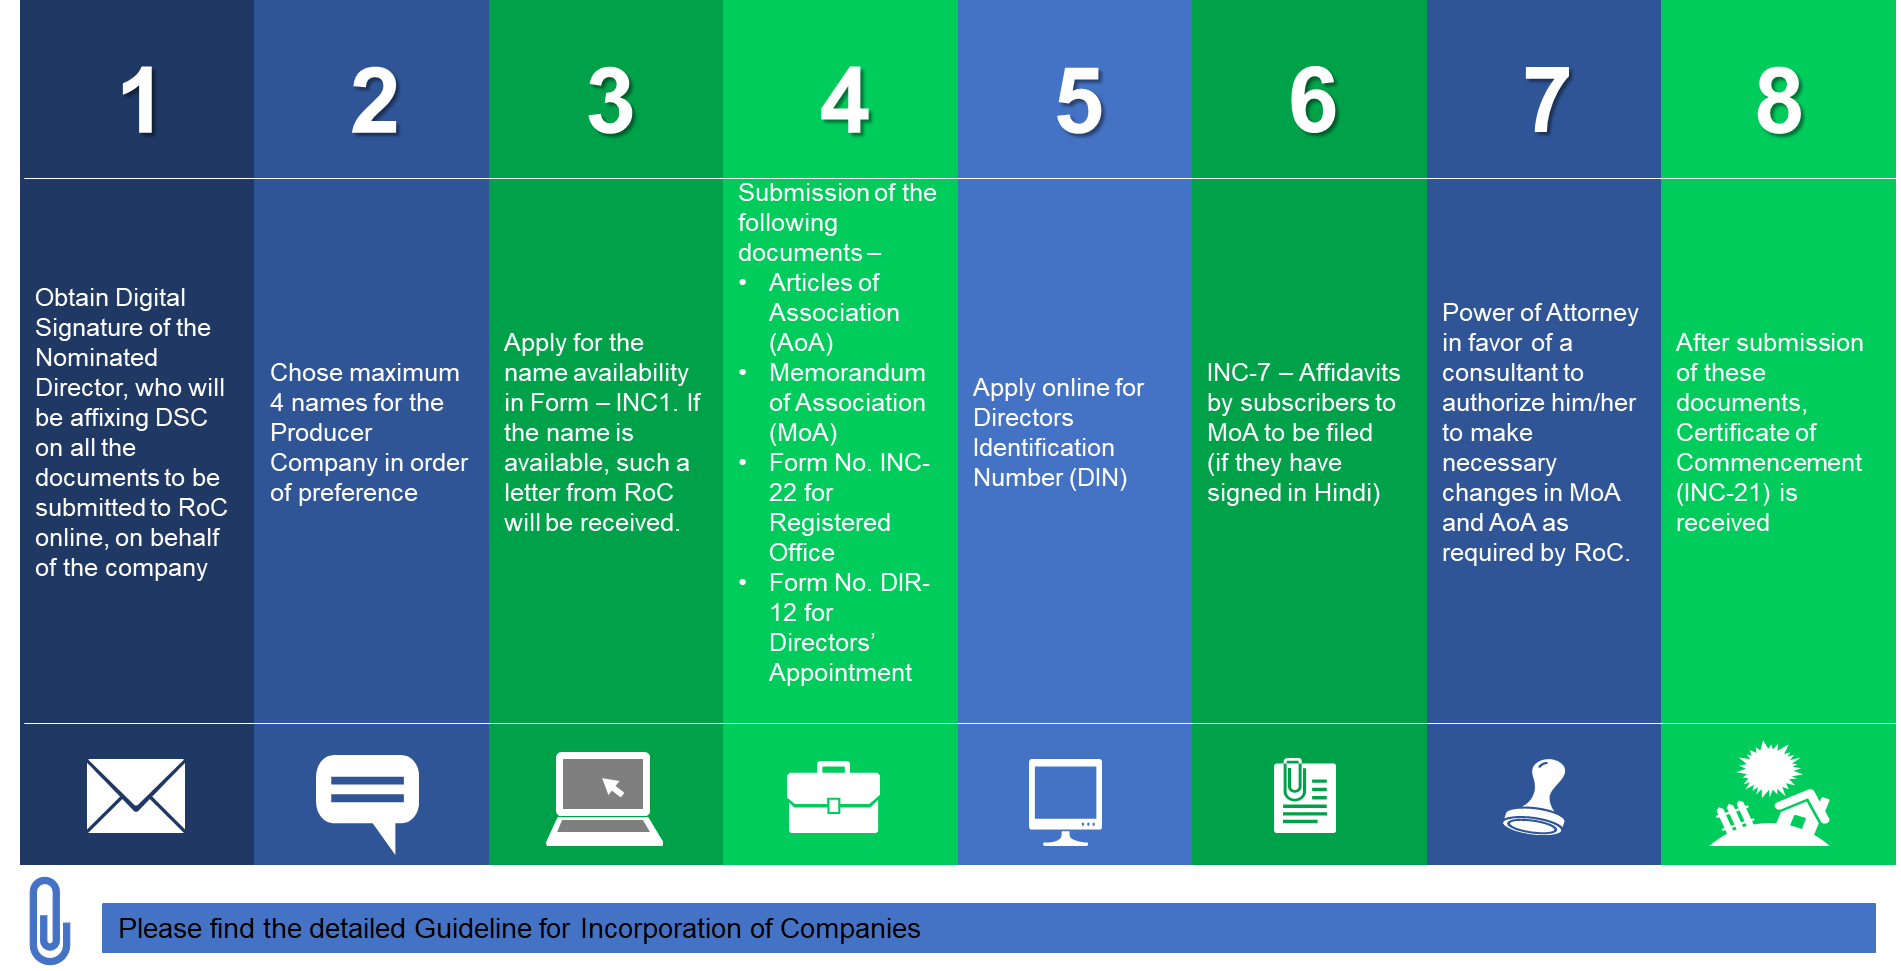 1
2
3
4
5
6
7
8
Obtain Digital
Signature of the
Nominated
Director, who will
be affixing DSC
on all the
documents to be
submitted to RoC
online, on behalf
of the company
Chose maximum
4 names for the
Producer
Company in order
of preference
Apply for the
name availability
in Form – INC1. If
the name is
available, such a
letter from RoC
will be received.
Submission of the
following
documents –
• Articles of
Association
(AoA)
• Memorandum
of Association
(MoA)
• Form No. INC-
22 for
Registered
Office
• Form No. DIR-
12 for
Directors’
Appointment
Apply online for
Directors
Identification
Number (DIN)
INC-7 – Affidavits
by subscribers to
MoA to be filed
(if they have
signed in Hindi)
Power of Attorney
in favor of a
consultant to
authorize him/her
to make
necessary
changes in MoA
and AoA as
required by RoC.
After submission
of these
documents,
Certificate of
Commencement
(INC-21) is
received
Please find the detailed Guideline for Incorporation of Companies